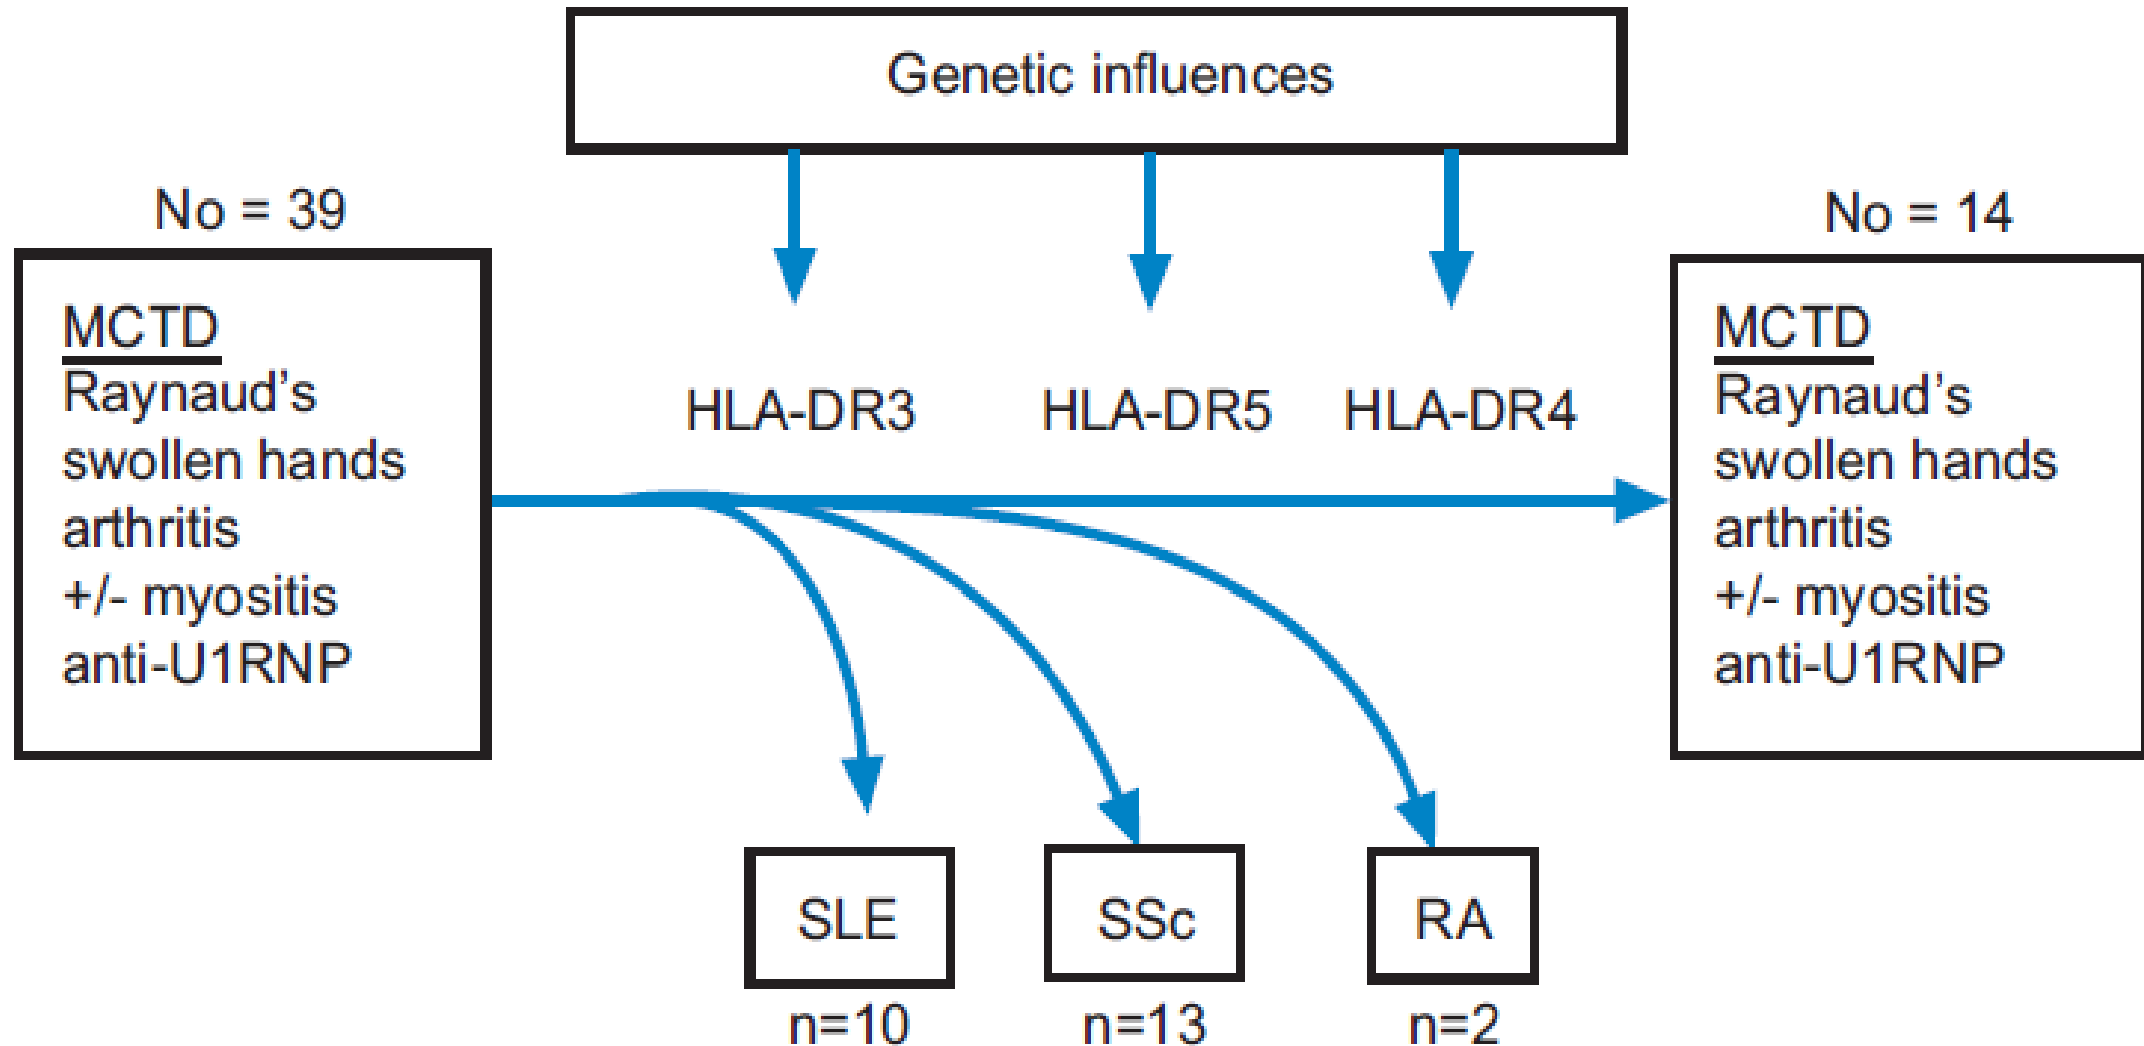 Genetic influences
No = 39
No = 14
MCTD
Raynaud’s
swollen hands
arthritis
+/- myositis
anti-U1RNP
HLA-DR3
HLA-DR5
HLA-DR4
MCTD
Raynaud’s
swollen hands
arthritis
+/- myositis
anti-U1RNP
SLE
SSc
RA
n=10
n=13
n=2